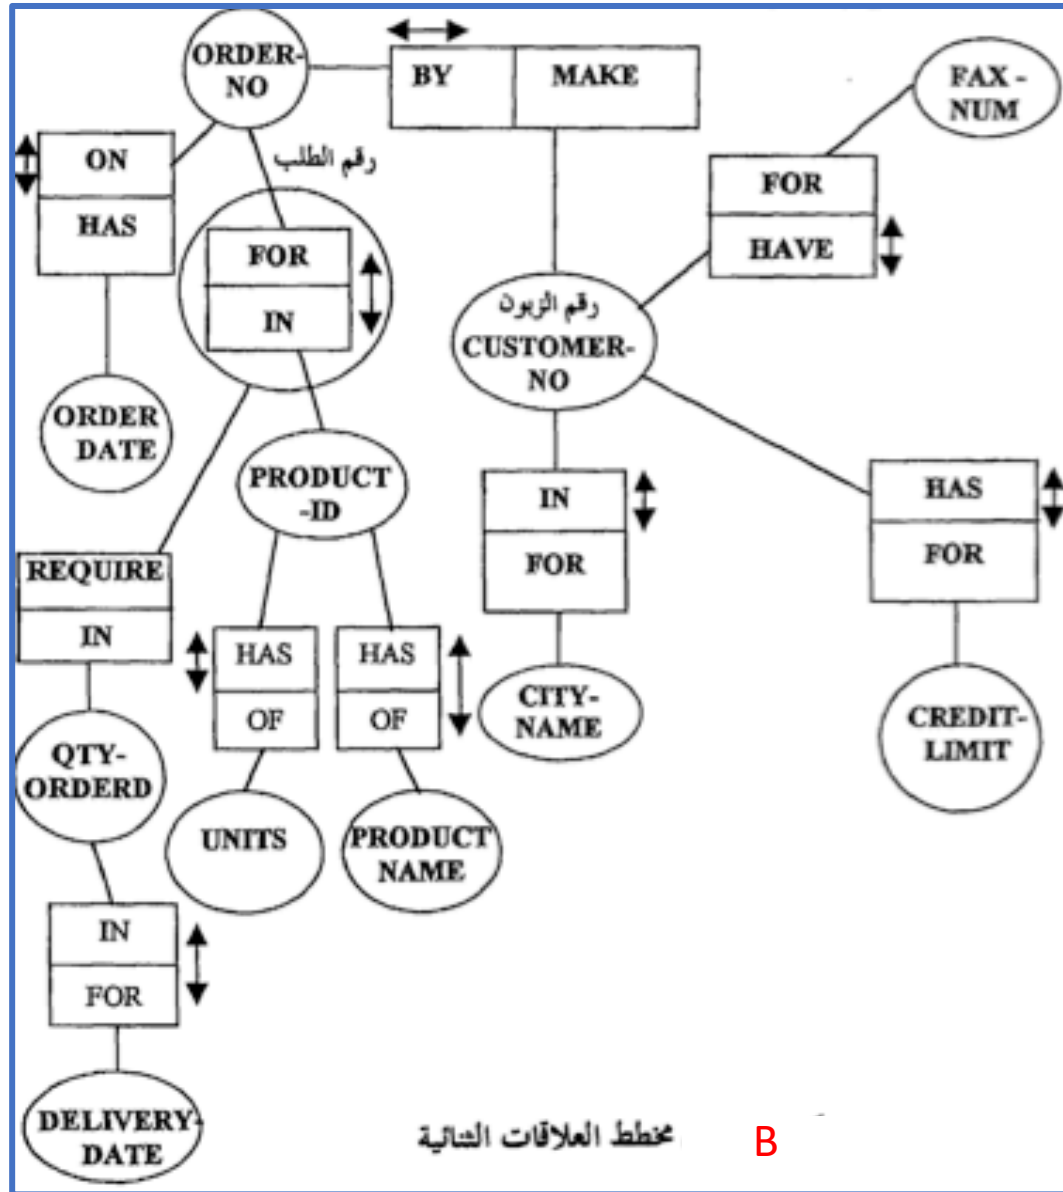 ORDER-
NO
BY
MAKE
FAX -
NUM
ON
HAS
رقم الطلب
FOR
IN
FOR
HAVE
رقم الزبون
CUSTOMER-
NO
ORDER
DATE
PRODUCT
-ID
IN
FOR
HAS
FOR
REQUIRE
IN
HAS
OF
HAS
OF
CITY-
NAME
CREDIT-
LIMIT
QTY-
ORDERD
UNITS
PRODUCT
NAME
IN
FOR
DELIVERY-
DATE
مخطط العلاقات الثنائية
B